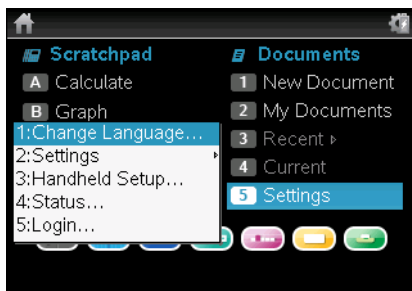 Scratchpad
A Calculate
B Graph
Documents
1 New Document
2 My Documents
3 Recent ▹
4 Current
5 Settings
1:Change Language...
2:Settings ▸
3:Handheld Setup...
4:Status...
5:Login...